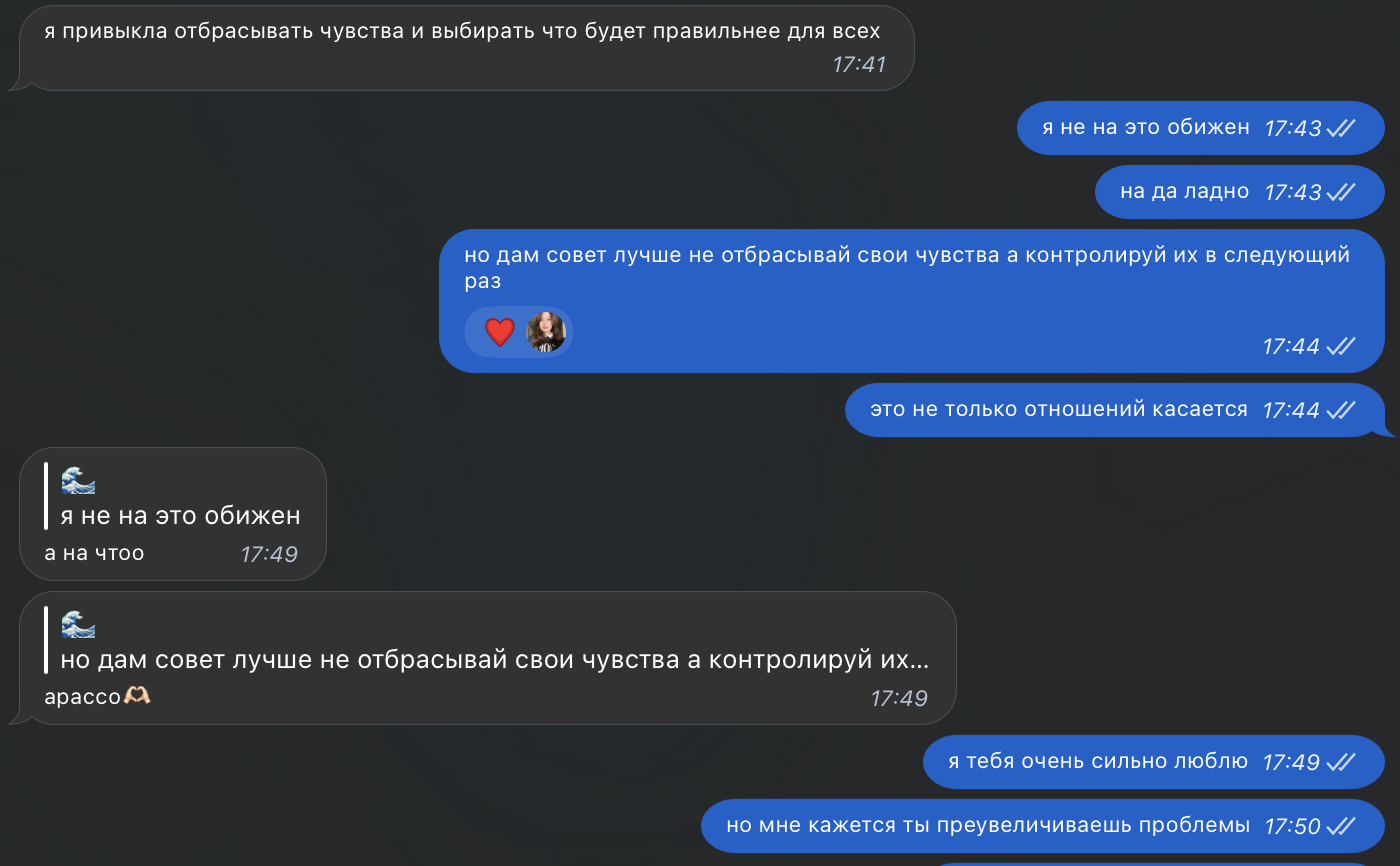 я привыкла отбрасывать чувства и выбирать что будет правильнее для всех
17:41
я не на это обижен 17:43
на да ладно 17:43
но дам совет лучше не отбрасывай свои чувства а контролируй их в следующий
раз
17:44
это не только отношений касается 17:44
я не на это обижен
а на чтоо 17:49
но дам совет лучше не отбрасывай свои чувства а контролируй их...
арассо 17:49
я тебя очень сильно люблю 17:49
но мне кажется ты преувеличиваешь проблемы 17:50